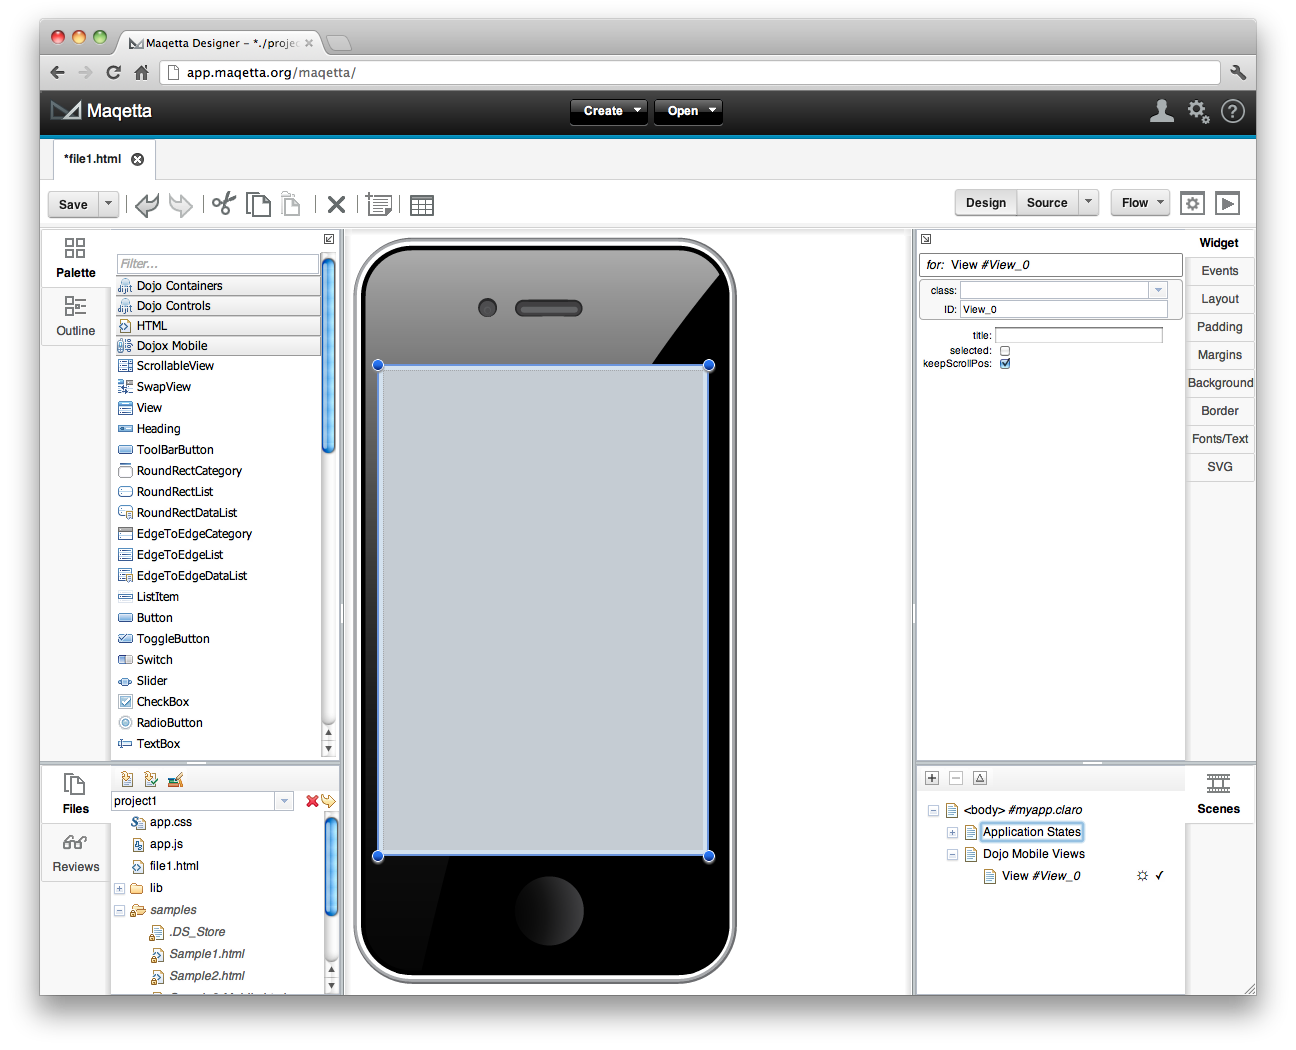 Maqetta Designer – *./projec
app.maqetta.org/maqetta/
Maqetta
Create
Open
*file1.html
Save
Design
Source
Flow
Palette
Outline
Filter...
Dojo Containers
Dojo Controls
HTML
Dojox Mobile
ScrollableView
SwapView
View
Heading
ToolBarButton
RoundRectCategory
RoundRectList
RoundRectDataList
EdgeToEdgeCategory
EdgeToEdgeList
EdgeToEdgeDataList
ListItem
Button
ToggleButton
Switch
Slider
CheckBox
RadioButton
TextBox
for: View #View_0
class:
ID: View_0
title:
selected:
keepScrollPos:
Widget
Events
Layout
Padding
Margins
Background
Border
Fonts/Text
SVG
Files
Reviews
project1
app.css
app.js
file1.html
lib
samples
.DS_Store
Sample1.html
Sample2.html
<body> #myapp.claro
Application States
Dojo Mobile Views
View #View_0
Scenes